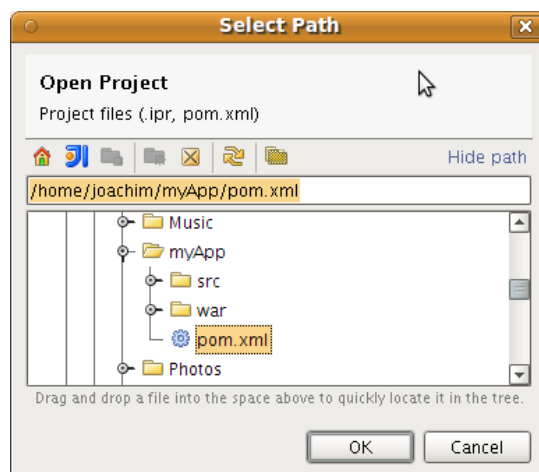 Select Path
Open Project
Project files (.ipr, pom.xml)
Hide path
/home/joachim/myApp/pom.xml
Music
myApp
src
war
pom.xml
Photos
Drag and drop a file into the space above to quickly locate it in the tree.
OK Cancel